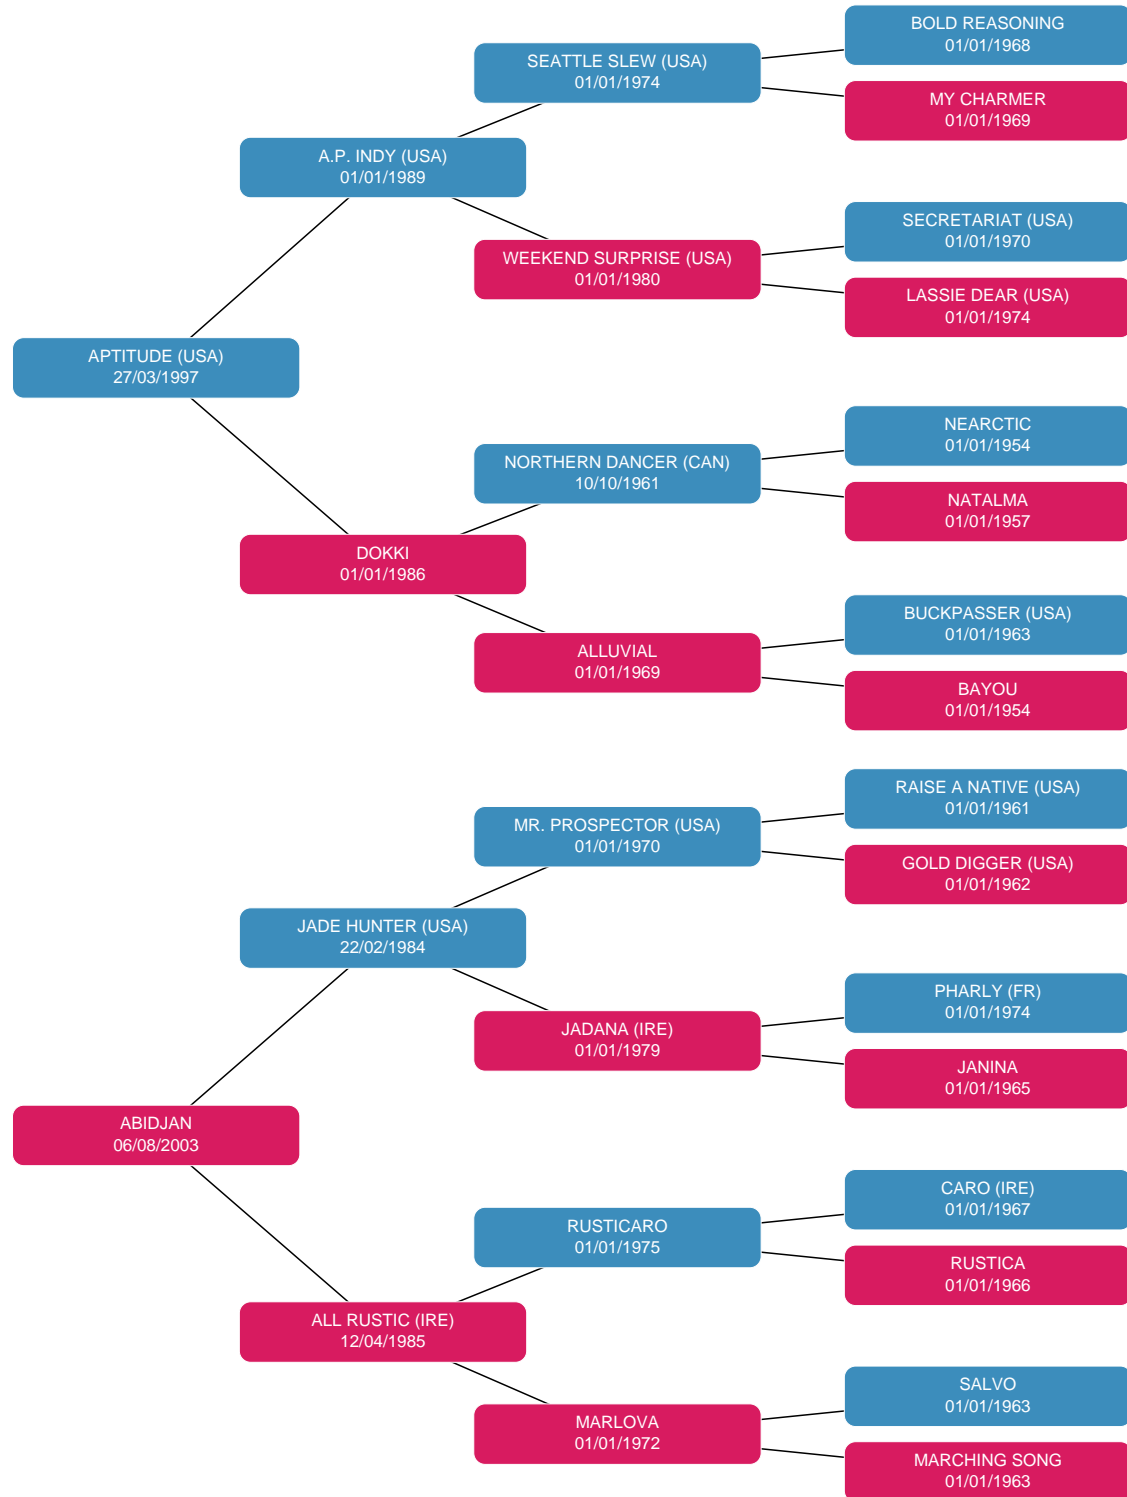 BOLD REASONING
01/01/1968
SEATTLE SLEW (USA)
01/01/1974
MY CHARMER
01/01/1969
A.P. INDY (USA)
01/01/1989
SECRETARIAT (USA)
01/01/1970
WEEKEND SURPRISE (USA)
01/01/1980
LASSIE DEAR (USA)
01/01/1974
APTITUDE (USA)
27/03/1997
NEARCTIC
01/01/1954
NORTHERN DANCER (CAN)
10/10/1961
NATALMA
01/01/1957
DOKKI
01/01/1986
BUCKPASSER (USA)
01/01/1963
ALLUVIAL
01/01/1969
BAYOU
01/01/1954
RAISE A NATIVE (USA)
01/01/1961
MR. PROSPECTOR (USA)
01/01/1970
GOLD DIGGER (USA)
01/01/1962
JADE HUNTER (USA)
22/02/1984
PHARLY (FR)
01/01/1974
JADANA (IRE)
01/01/1979
JANINA
01/01/1965
ABIDJAN
06/08/2003
CARO (IRE)
01/01/1967
RUSTICARO
01/01/1975
RUSTICA
01/01/1966
ALL RUSTIC (IRE)
12/04/1985
SALVO
01/01/1963
MARLOVA
01/01/1972
MARCHING SONG
01/01/1963